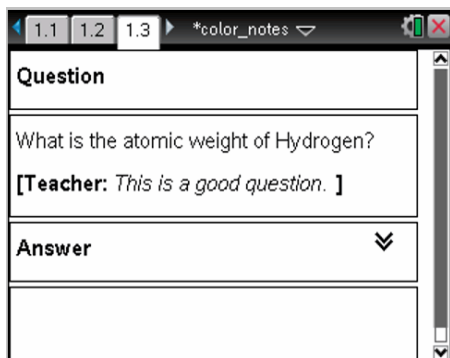 1.1 1.2 1.3 *color_notes
Question
What is the atomic weight of Hydrogen?
[Teacher: This is a good question. ]
Answer